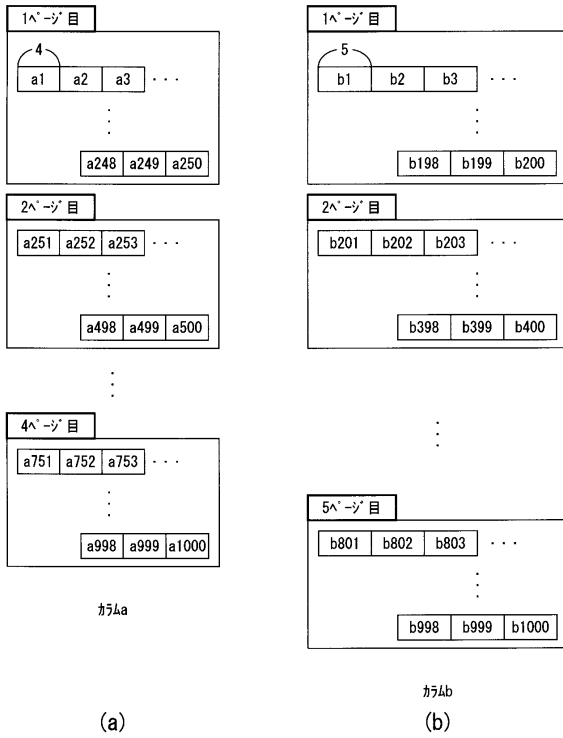 1ﾍﾟｰｼﾞ目
4
a1 a2 a3 ･･･
a248 a249 a250
2ﾍﾟｰｼﾞ目
a251 a252 a253 ･･･
a498 a499 a500
4ﾍﾟｰｼﾞ目
a751 a752 a753 ･･･
a998 a999 a1000
ｶﾗﾑa
(a)
1ﾍﾟｰｼﾞ目
5
b1 b2 b3 ･･･
b198 b199 b200
2ﾍﾟｰｼﾞ目
b201 b202 b203 ･･･
b398 b399 b400
5ﾍﾟｰｼﾞ目
b801 b802 b803 ･･･
b998 b999 b1000
ｶﾗﾑb
(b)